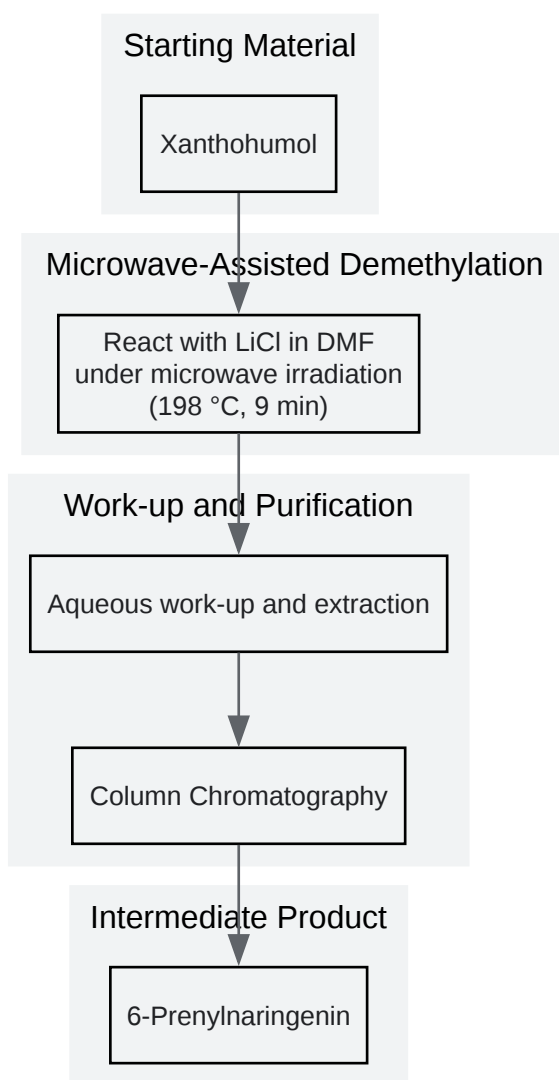 Starting Material
Xanthohumol
Microwave-Assisted Demethylation
React with LiCl in DMF
under microwave irradiation
(198 °C, 9 min)
Work-up and Purification
Aqueous work-up and extraction
Column Chromatography
Intermediate Product
6-Prenylnaringenin